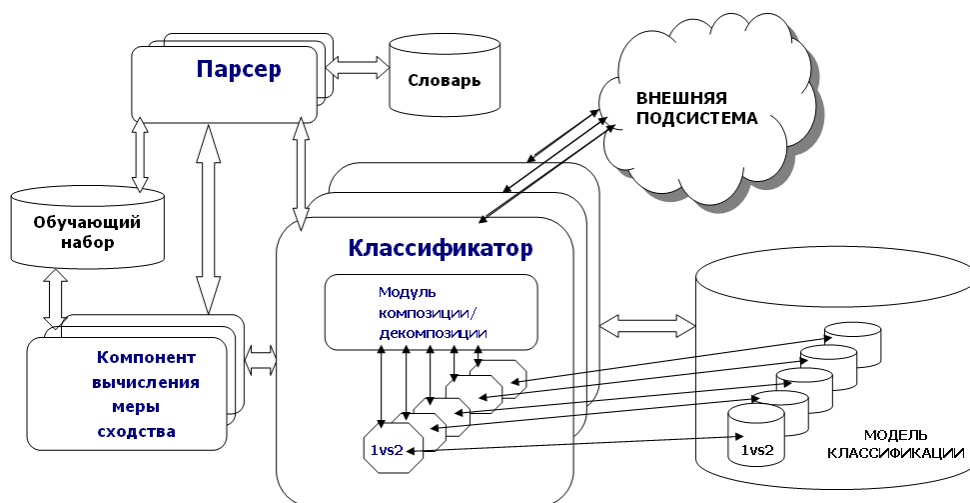 Парсер
Словарь
ВНЕШНЯЯ
ПОДСИСТЕМА
Обучающий
набор
Классификатор
Модуль
композиции/
декомпозиции
Компонент
вычисления
меры
сходства
1vs2
1vs2
МОДЕЛЬ
КЛАССИФИКАЦИИ